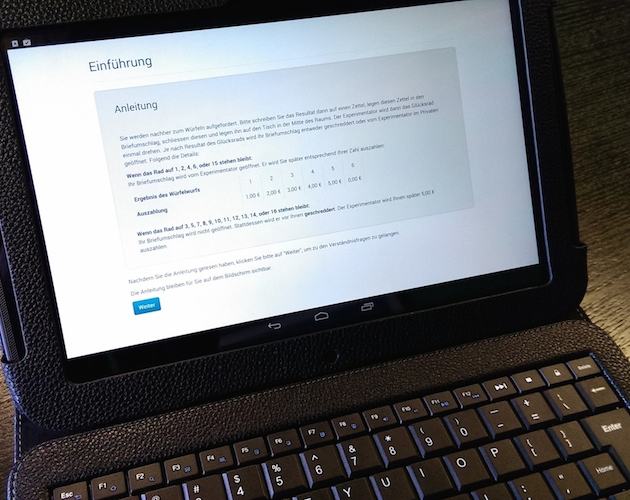 Einführung
Anleitung
Sie werden nachher zum Würfeln aufgefordert. Bitte schreiben Sie das Resultat dann auf einen Zettel, legen diesen Zettel in den
Briefumschlag, schliessen diesen und legen ihn auf den Tisch in der Mitte des Raums. Der Experimentator wird dann das Glücksrad
einmal drehen. Je nach Resultat des Glücksrads wird Ihr Briefumschlag entweder geschreddert oder vom Experimentator im Privaten
geöffnet. Folgend die Details:
Wenn das Rad auf 1, 2, 4, 6, oder 15 stehen bleibt:
Ihr Briefumschlag wird vom Experimentator geöffnet. Er wird Sie später entsprechend Ihrer Zahl auszahlen:
Ergebnis des Würfelwurfs 1 2 3 4 5 6
Auszahlung 1,00 € 2,00 € 3,00 € 4,00 € 5,00 € 0,00 €
Wenn das Rad auf 3, 5, 7, 8, 9, 10, 11, 12, 13, 14, oder 16 stehen bleibt:
Ihr Briefumschlag wird nicht geöffnet. Stattdessen wird er vor Ihnen geschreddert. Der Experimentator wird Ihnen später 5,00 €
auszahlen.
Nachdem Sie die Anleitung gelesen haben, klicken Sie bitte auf "Weiter", um zu den Verständnisfragen zu gelangen.
Die Anleitung bleiben für Sie auf dem Bildschirm sichtbar.
Weiter
Esc F1 F2 F3 F4 F5 F6 F7 F8 F9 F10 F11 F12 Delete
# 3 $ 4 % 5 ^ 6 & 7 * 8 ( 9 ) 0 _ - + =
Y U I O P { [ } ] Enter
Home